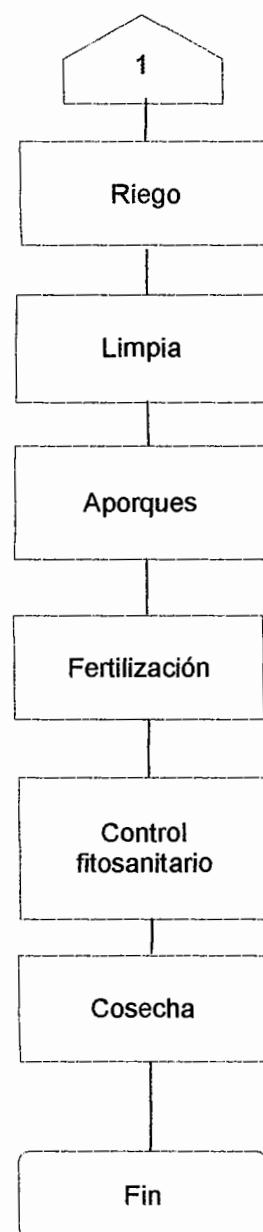 1
Riego
Limpia
Aporques
Fertilización
Control
fitosanitario
Cosecha
Fin